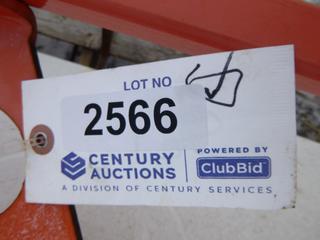 LOT NO
2566
CENTURY
AUCTIONS
POWERED BY
ClubBid
A DIVISION OF CENTURY SERVICES